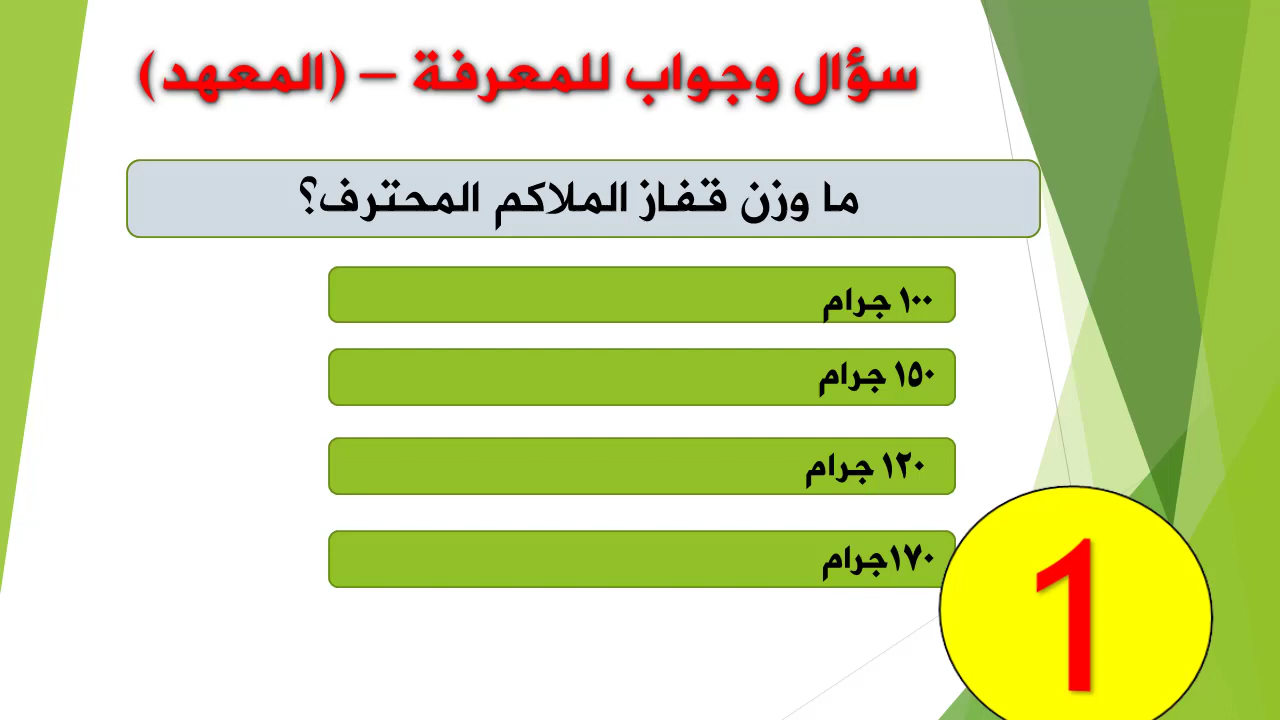 سؤال وجواب للمعرفة – (المعهد)
ما وزن قفاز الملاكم المحترف؟
١٠٠ جرام
١٥٠ جرام
١٢٠ جرام
١٧٠جرام
1